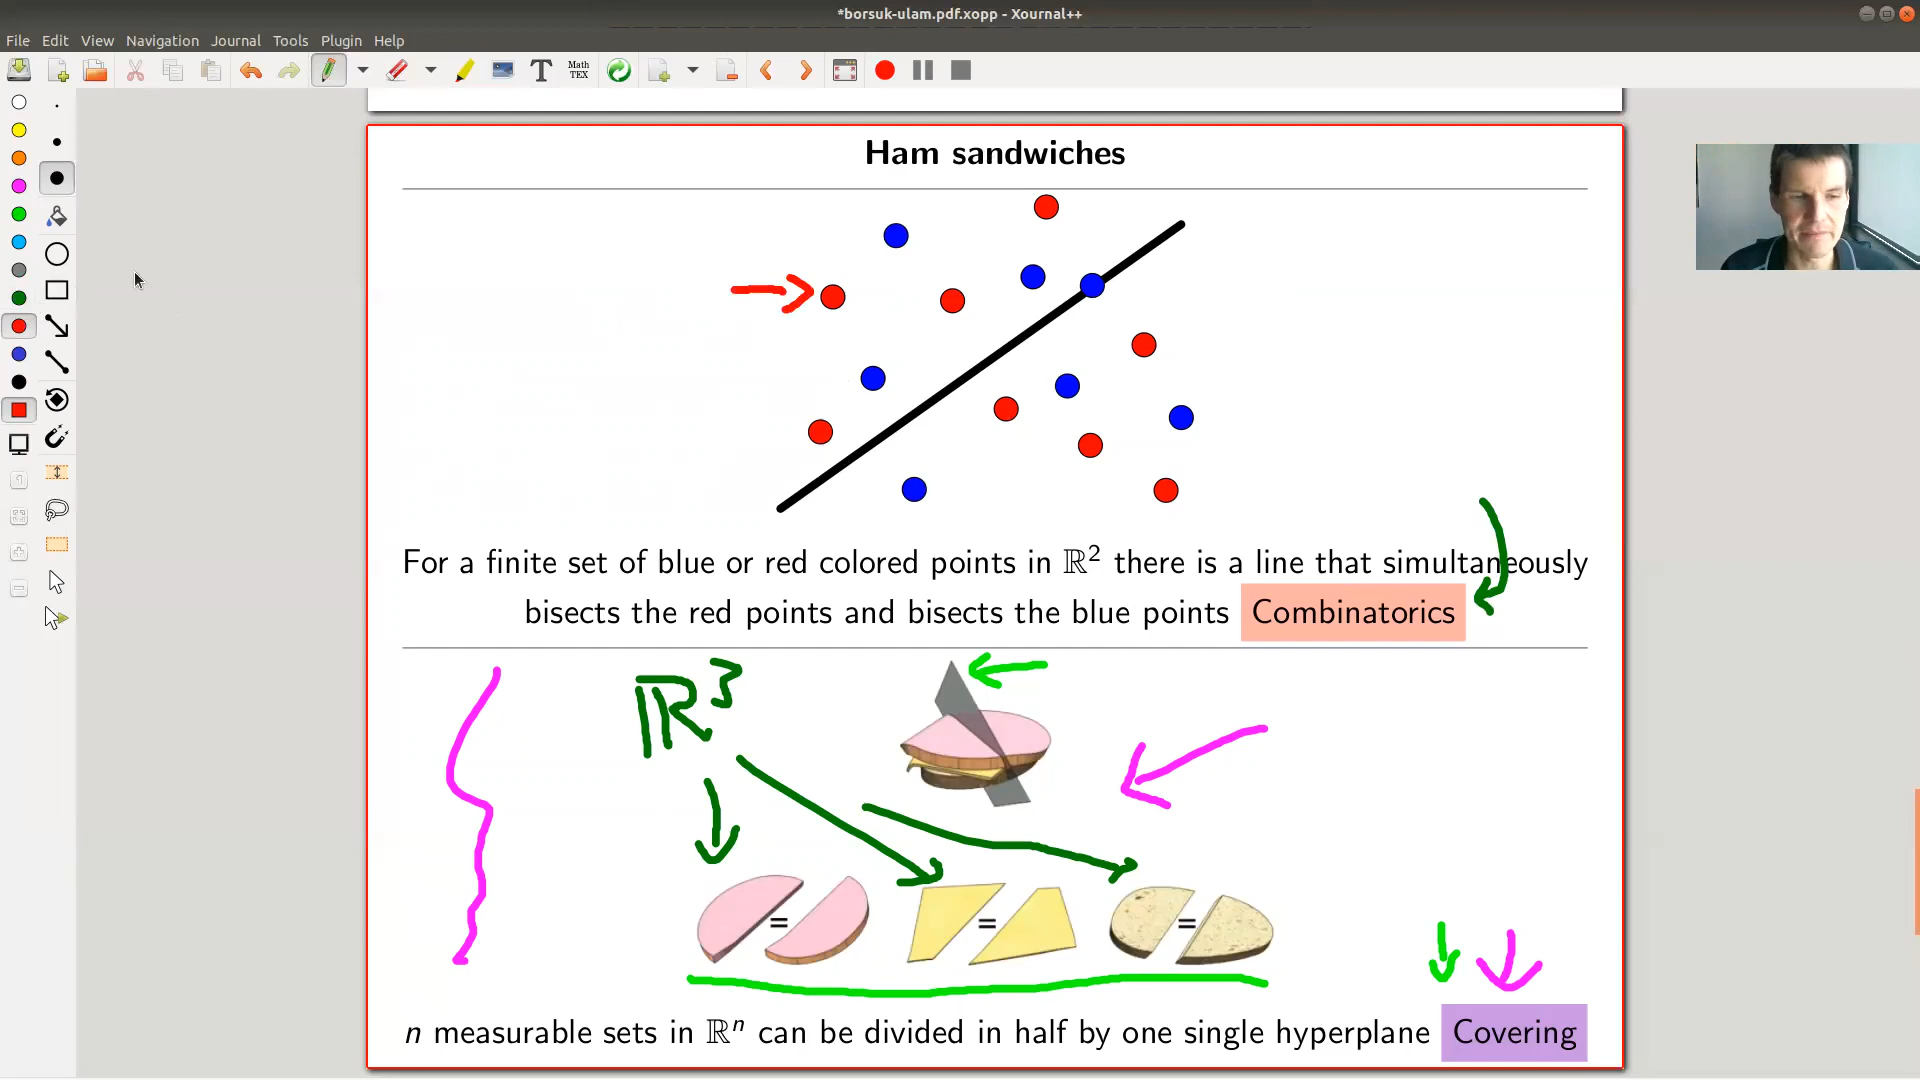 *borsuk-ulam.pdf.xopp - Xournal++
File Edit View Navigation Journal Tools Plugin Help
T Math TEX
Ham sandwiches
For a finite set of blue or red colored points in ℝ² there is a line that simultaneously
bisects the red points and bisects the blue points Combinatorics
ℝ³
= = =
n measurable sets in ℝⁿ can be divided in half by one single hyperplane Covering